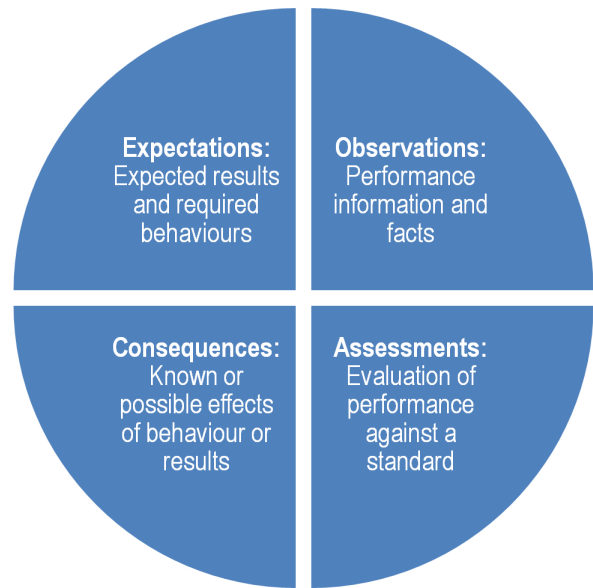 Expectations:
Expected results
and required
behaviours
Observations:
Performance
information and
facts
Consequences:
Known or
possible effects
of behaviour or
results
Assessments:
Evaluation of
performance
against a
standard